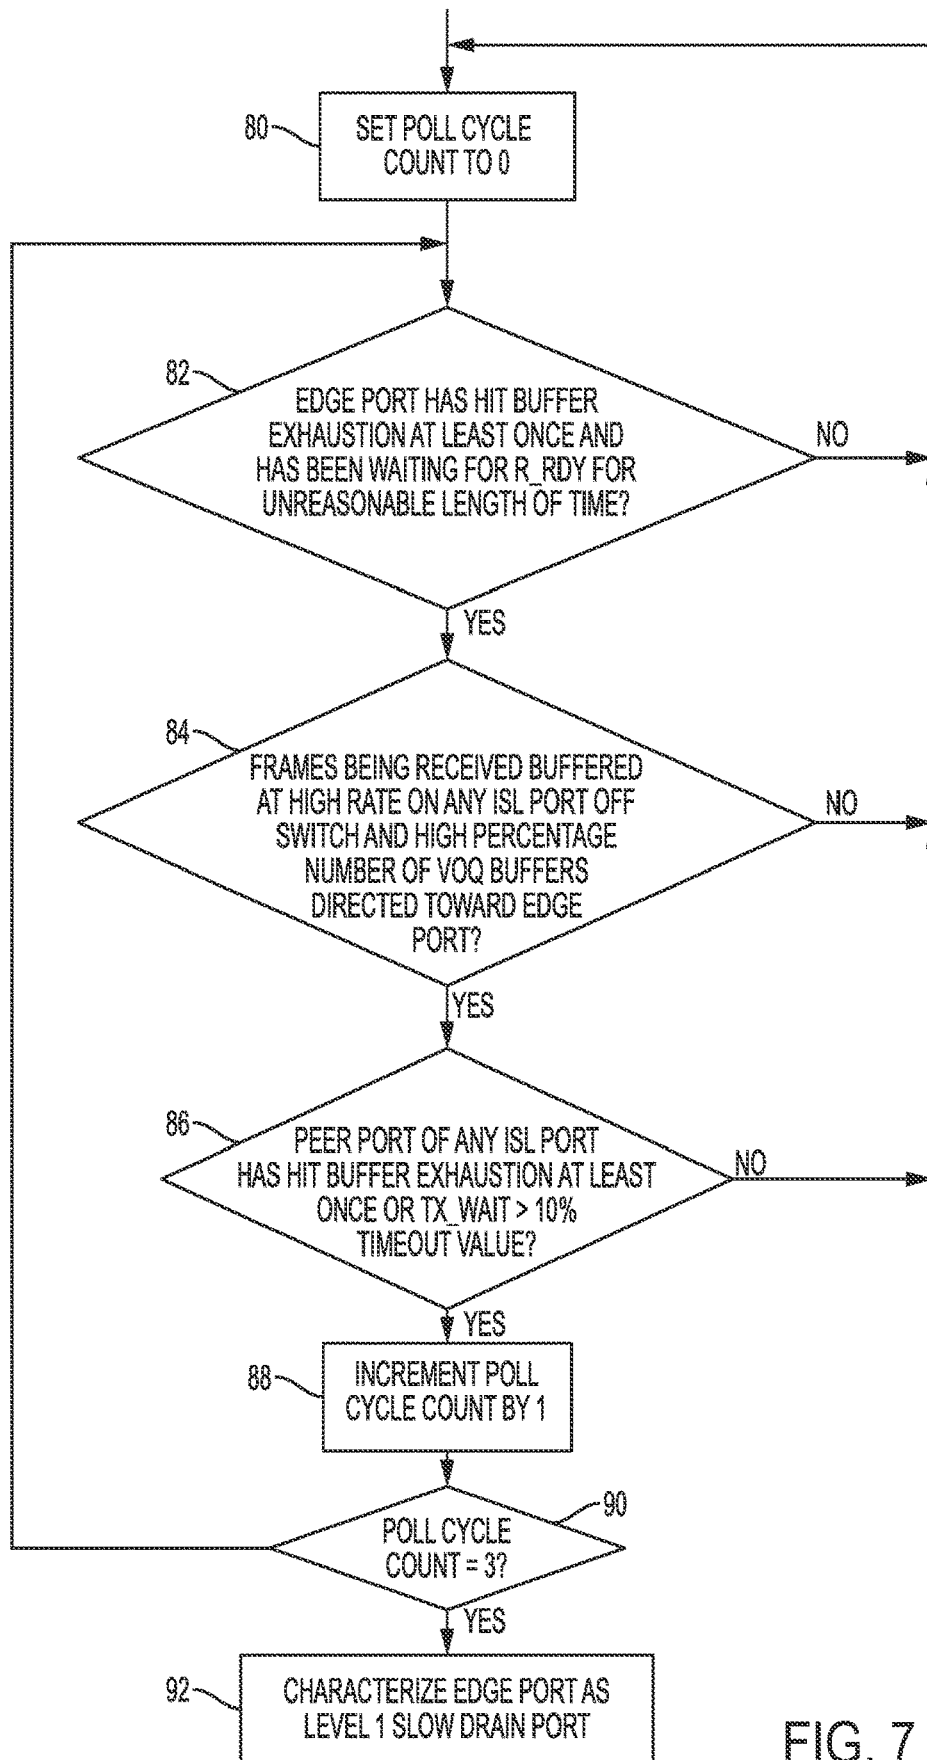 80
SET POLL CYCLE
COUNT TO 0
82
EDGE PORT HAS HIT BUFFER
EXHAUSTION AT LEAST ONCE AND
HAS BEEN WAITING FOR R_RDY FOR
UNREASONABLE LENGTH OF TIME?
NO
YES
84
FRAMES BEING RECEIVED BUFFERED
AT HIGH RATE ON ANY ISL PORT OFF
SWITCH AND HIGH PERCENTAGE
NUMBER OF VOQ BUFFERS
DIRECTED TOWARD EDGE
PORT?
NO
YES
86
PEER PORT OF ANY ISL PORT
HAS HIT BUFFER EXHAUSTION AT LEAST
ONCE OR TX_WAIT > 10%
TIMEOUT VALUE?
NO
YES
88
INCREMENT POLL
CYCLE COUNT BY 1
90
POLL CYCLE
COUNT = 3?
YES
92
CHARACTERIZE EDGE PORT AS
LEVEL 1 SLOW DRAIN PORT
FIG. 7